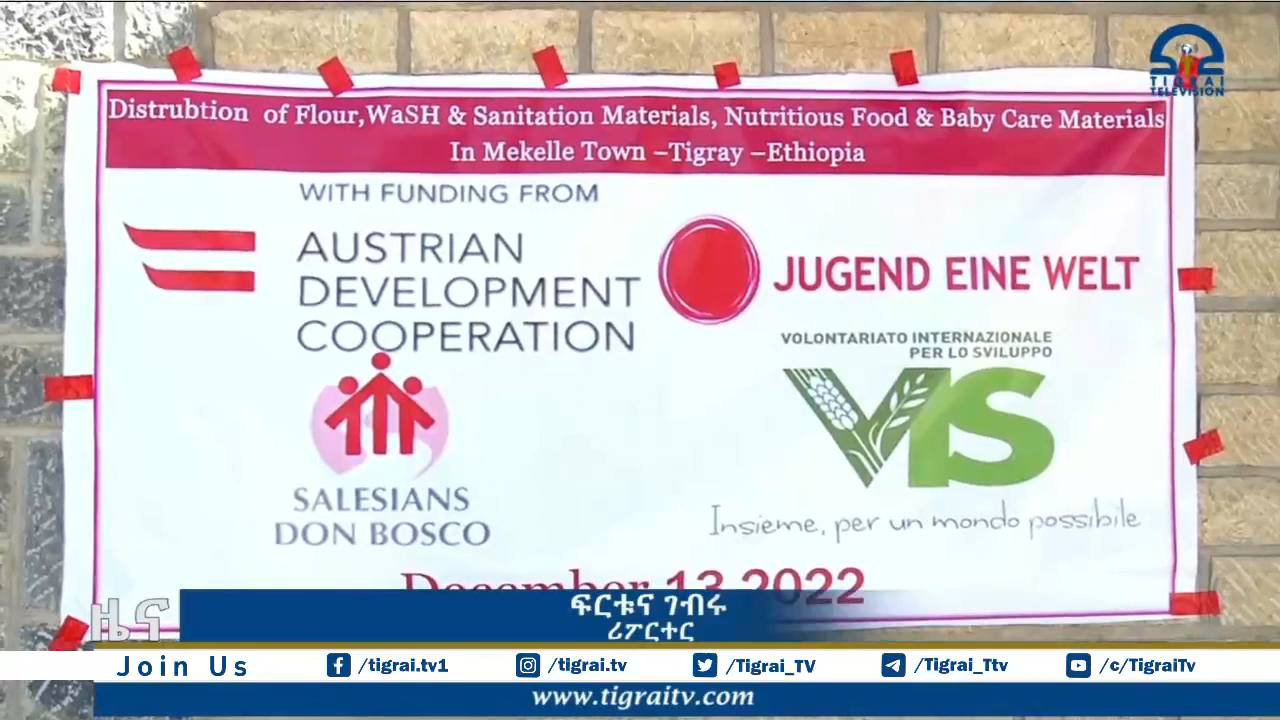 TIGRAI
TELEVISION
Distrubtion of Flour,WaSH & Sanitation Materials, Nutritious Food & Baby Care Materials
In Mekelle Town –Tigray –Ethiopia
WITH FUNDING FROM
AUSTRIAN
DEVELOPMENT
COOPERATION
JUGEND EINE WELT
VOLONTARIATO INTERNAZIONALE
PER LO SVILUPPO
VIS
Insieme, per un mondo possibile
SALESIANS
DON BOSCO
December 13 2022
ፍርቱና ገብሩ
ሪፖርተር
ዜና
Join Us
/tigrai.tv1
/tigrai.tv
/Tigrai_TV
/Tigrai_Ttv
/c/TigraiTv
www.tigraitv.com